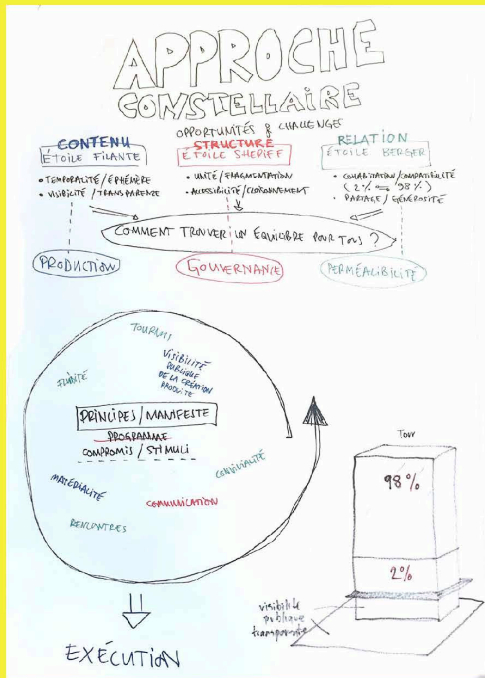 APPROCHE
CONSTELLAIRE
OPPORTUNITÉS & CHALLENGES
CONTENU
ÉTOILE FILANTE
• TEMPORALITÉ/ÉPHÉMÈRE
• VISIBILITÉ/TRANSPARENCE
STRUCTURE
ÉTOILE SHERIFF
• UNITÉ/FRAGMENTATION
• ACCESSIBILITÉ/CLOISONNEMENT
RELATION
ÉTOILE BERGER
• COHABITATION/COMPATIBILITÉ
(2% ⇆ 98%)
• PARTAGE/GÉNÉROSITÉ
COMMENT TROUVER UN ÉQUILIBRE POUR TOUS ?
PRODUCTION
GOUVERNANCE
PERMÉALIBILITÉ
VISIBILITÉ
PUBLIQUE
DE LA CRÉATION
PRODUITE
FLUIDITÉ
PRINCIPES/MANIFESTE
PROGRAMME
COMPROMIS/STIMULI
CONVIVIALITÉ
MATÉRIALITÉ
COMMUNICATION
RENCONTRES
EXÉCUTION
Tour
98%
2%
visibilité
publique
transparente